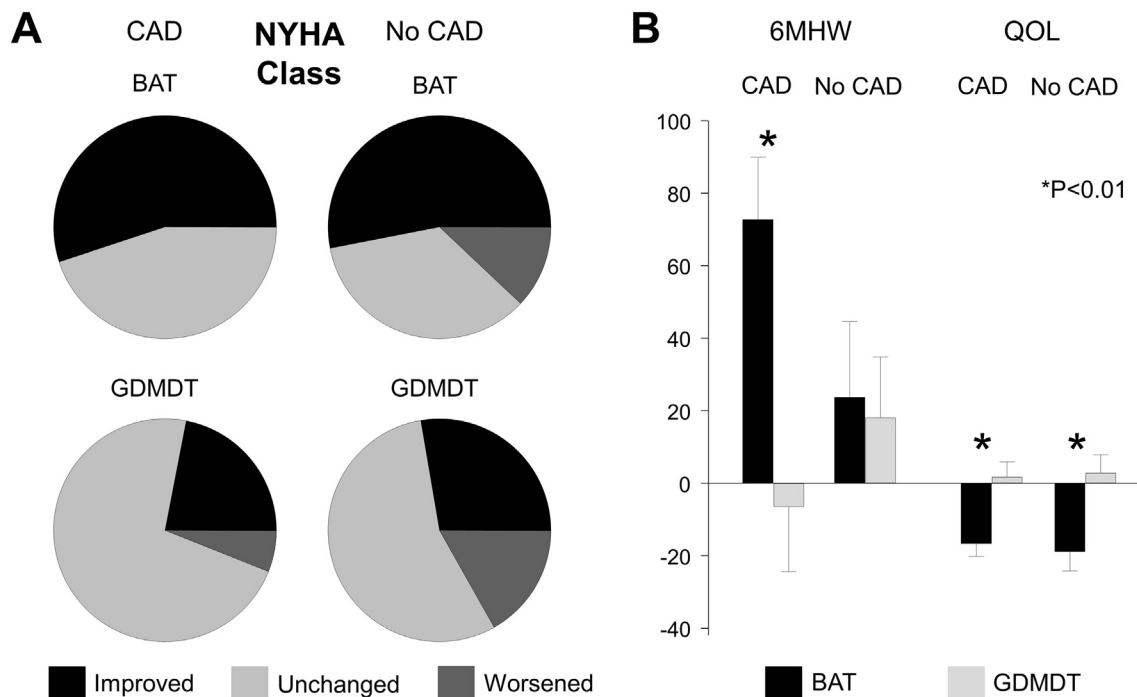 A
CAD
NYHA
Class
No CAD
BAT
BAT
GDMDT
GDMDT
Improved
Unchanged
Worsened
B
6MHW
QOL
CAD
No CAD
CAD
No CAD
100
80
60
40
20
0
-20
-40
*
*
*
*P<0.01
BAT
GDMDT